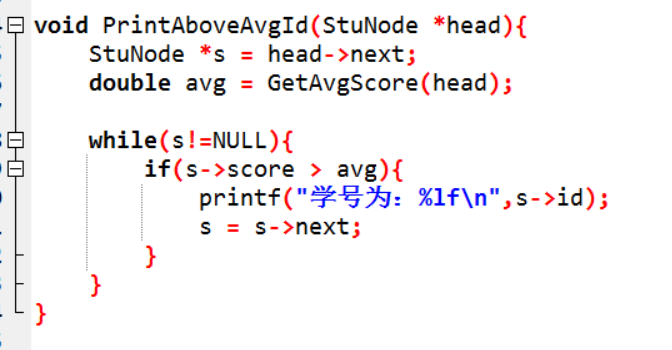 void PrintAboveAvgId(StuNode *head){
StuNode *s = head->next;
double avg = GetAvgScore(head);
while(s!=NULL){
if(s->score > avg){
printf("学号为：%lf\n",s->id);
s = s->next;
}
}
}